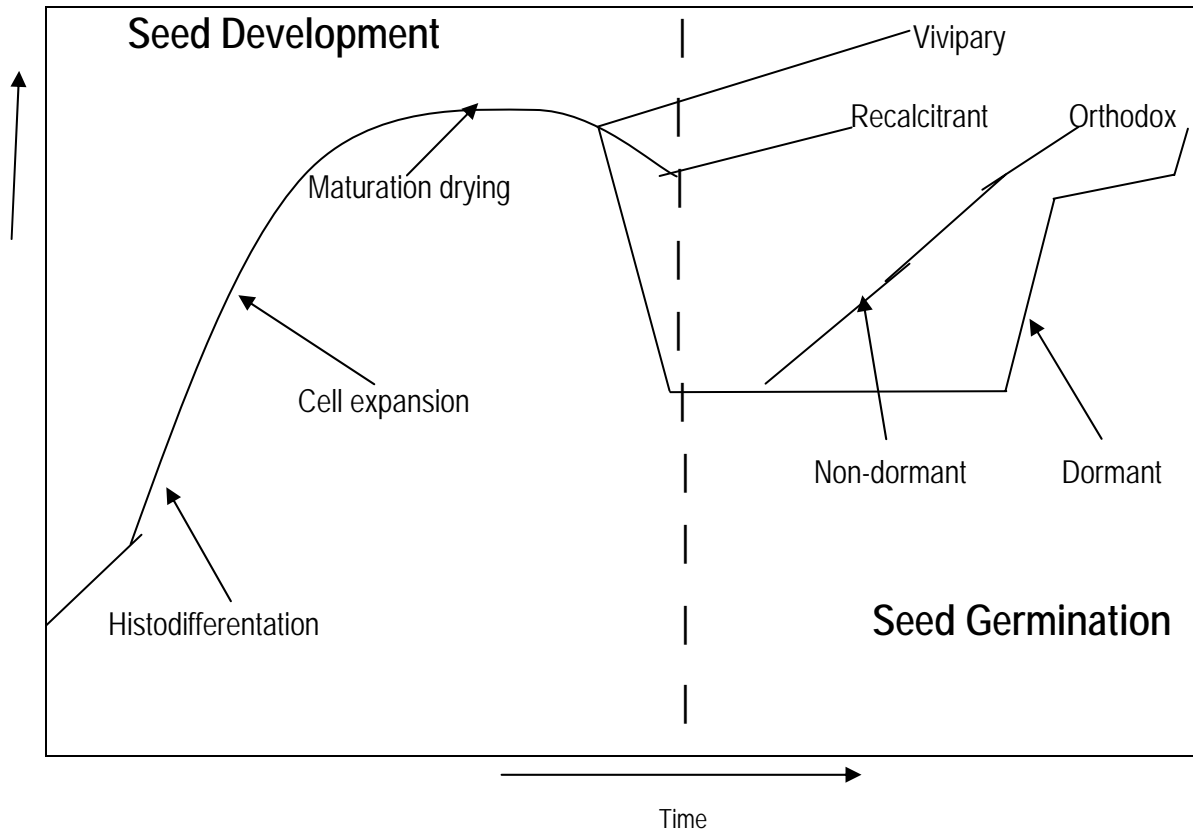 Seed Development
Vivipary
Recalcitrant
Orthodox
Maturation drying
Cell expansion
Non-dormant
Dormant
Histodifferentation
Seed Germination
Time